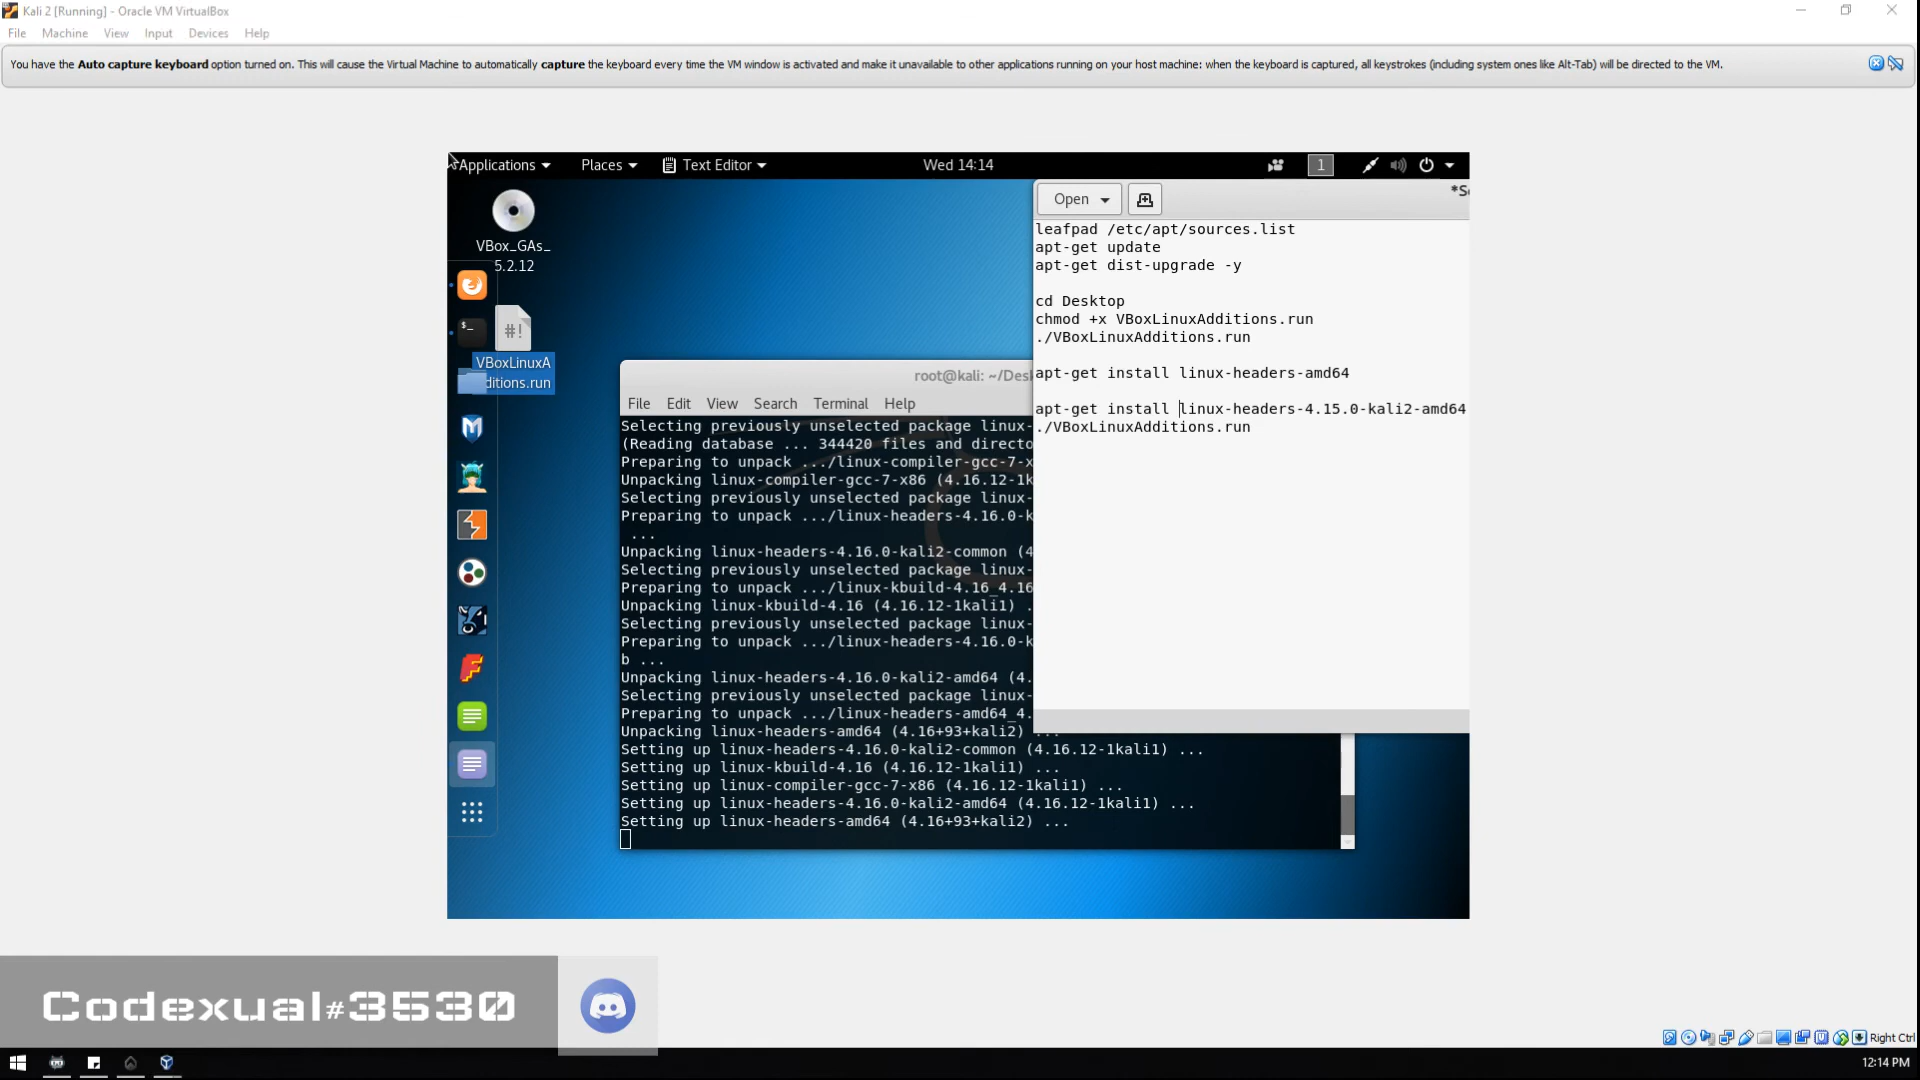 Kali 2 [Running] - Oracle VM VirtualBox
File Machine View Input Devices Help
You have the Auto capture keyboard option turned on. This will cause the Virtual Machine to automatically capture the keyboard every time the VM window is activated and make it unavailable to other applications running on your host machine: when the keyboard is captured, all keystrokes (including system ones like Alt-Tab) will be directed to the VM.
Applications Places Text Editor Wed 14:14 1
VBox_GAs_
5.2.12
#!
VBoxLinuxA
ditions.run
Open
*S
leafpad /etc/apt/sources.list
apt-get update
apt-get dist-upgrade -y
cd Desktop
chmod +x VBoxLinuxAdditions.run
./VBoxLinuxAdditions.run
apt-get install linux-headers-amd64
apt-get install linux-headers-4.15.0-kali2-amd64
./VBoxLinuxAdditions.run
root@kali: ~/Des
File Edit View Search Terminal Help
Selecting previously unselected package linux-
(Reading database ... 344420 files and directo
Preparing to unpack .../linux-compiler-gcc-7-x
Unpacking linux-compiler-gcc-7-x86 (4.16.12-1k
Selecting previously unselected package linux-
Preparing to unpack .../linux-headers-4.16.0-k
...
Unpacking linux-headers-4.16.0-kali2-common (4
Selecting previously unselected package linux-
Preparing to unpack .../linux-kbuild-4.16_4.16
Unpacking linux-kbuild-4.16 (4.16.12-1kali1) .
Selecting previously unselected package linux-
Preparing to unpack .../linux-headers-4.16.0-k
b ...
Unpacking linux-headers-4.16.0-kali2-amd64 (4.
Selecting previously unselected package linux-
Preparing to unpack .../linux-headers-amd64_4.
Unpacking linux-headers-amd64 (4.16+93+kali2) ...
Setting up linux-headers-4.16.0-kali2-common (4.16.12-1kali1) ...
Setting up linux-kbuild-4.16 (4.16.12-1kali1) ...
Setting up linux-compiler-gcc-7-x86 (4.16.12-1kali1) ...
Setting up linux-headers-4.16.0-kali2-amd64 (4.16.12-1kali1) ...
Setting up linux-headers-amd64 (4.16+93+kali2) ...
Codexual#3530
Right Ctrl
12:14 PM